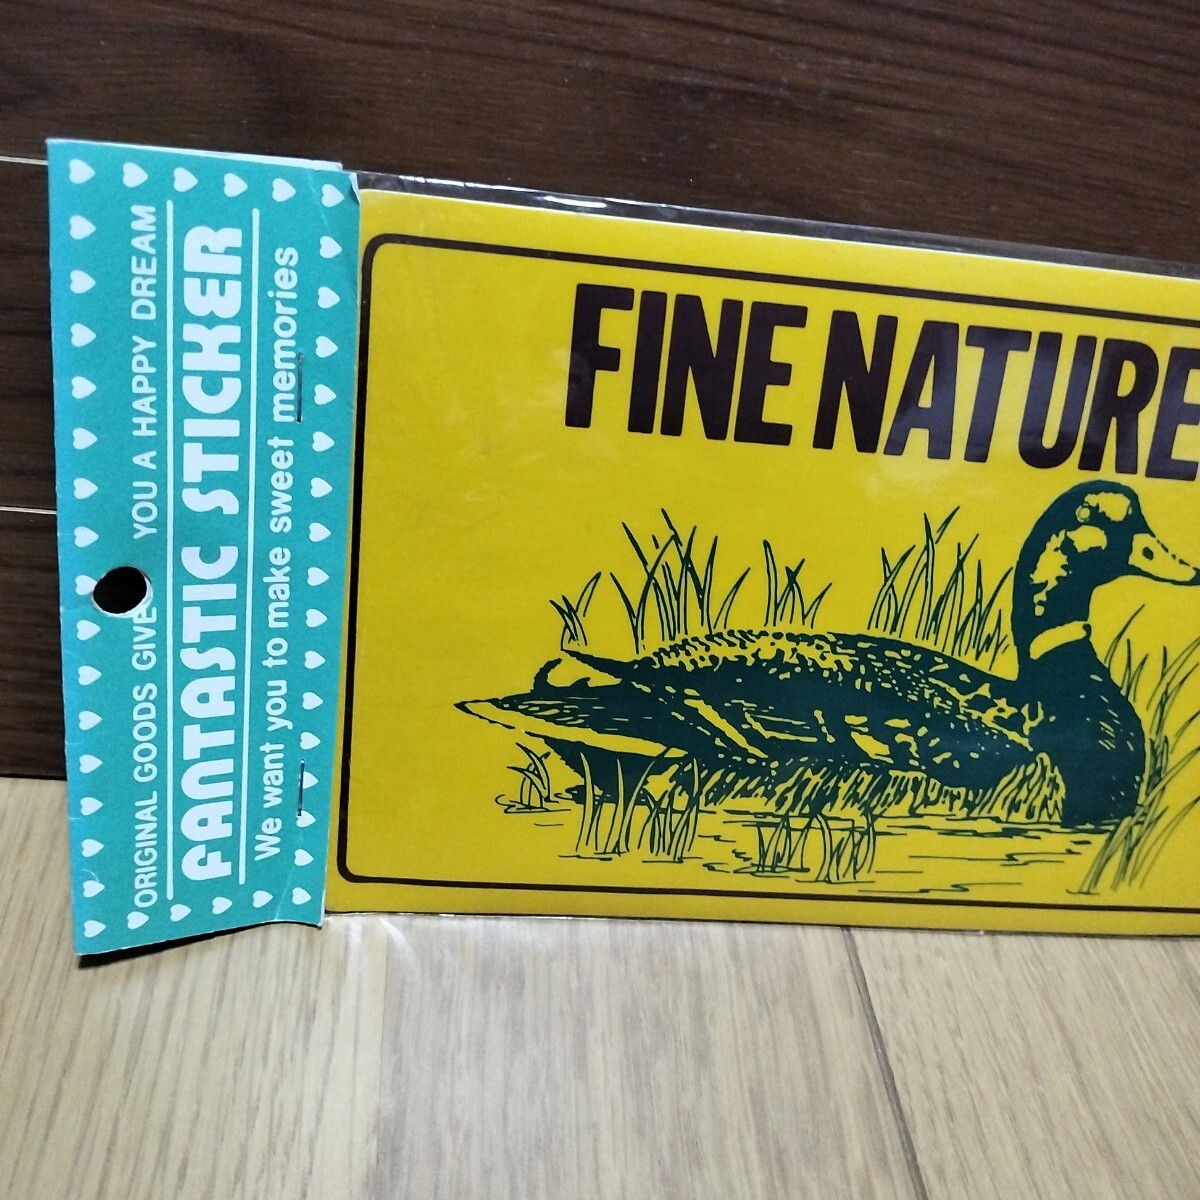 ORIGINAL GOODS GIVE YOU A HAPPY DREAM
FANTASTIC STICKER
We want you to make sweet memories
FINE NATURE